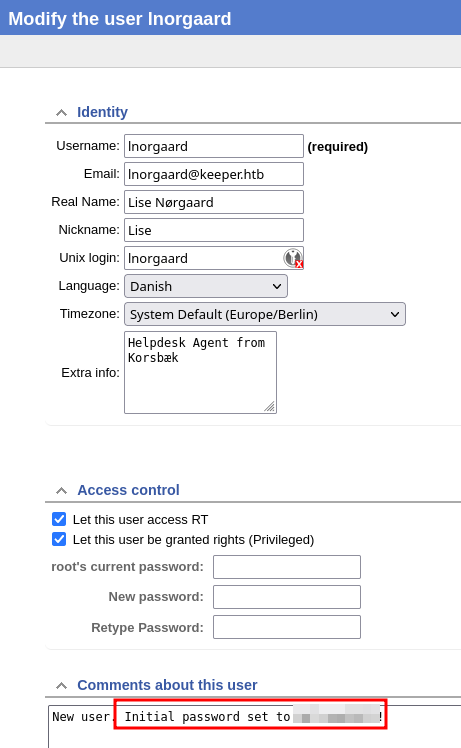 Modify the user lnorgaard
Identity
Username: lnorgaard (required)
Email: lnorgaard@keeper.htb
Real Name: Lise Nørgaard
Nickname: Lise
Unix login: lnorgaard
Language: Danish
Timezone: System Default (Europe/Berlin)
Extra info: Helpdesk Agent from
Korsbæk
Access control
Let this user access RT
Let this user be granted rights (Privileged)
root's current password:
New password:
Retype Password:
Comments about this user
New user. Initial password set to !